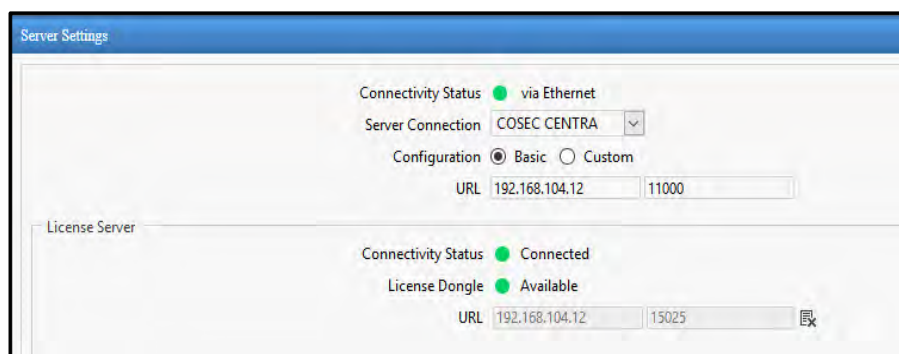 Server Settings
Connectivity Status via Ethernet
Server Connection COSEC CENTRA
Configuration Basic Custom
URL 192.168.104.12 11000
License Server
Connectivity Status Connected
License Dongle Available
URL 192.168.104.12 15025